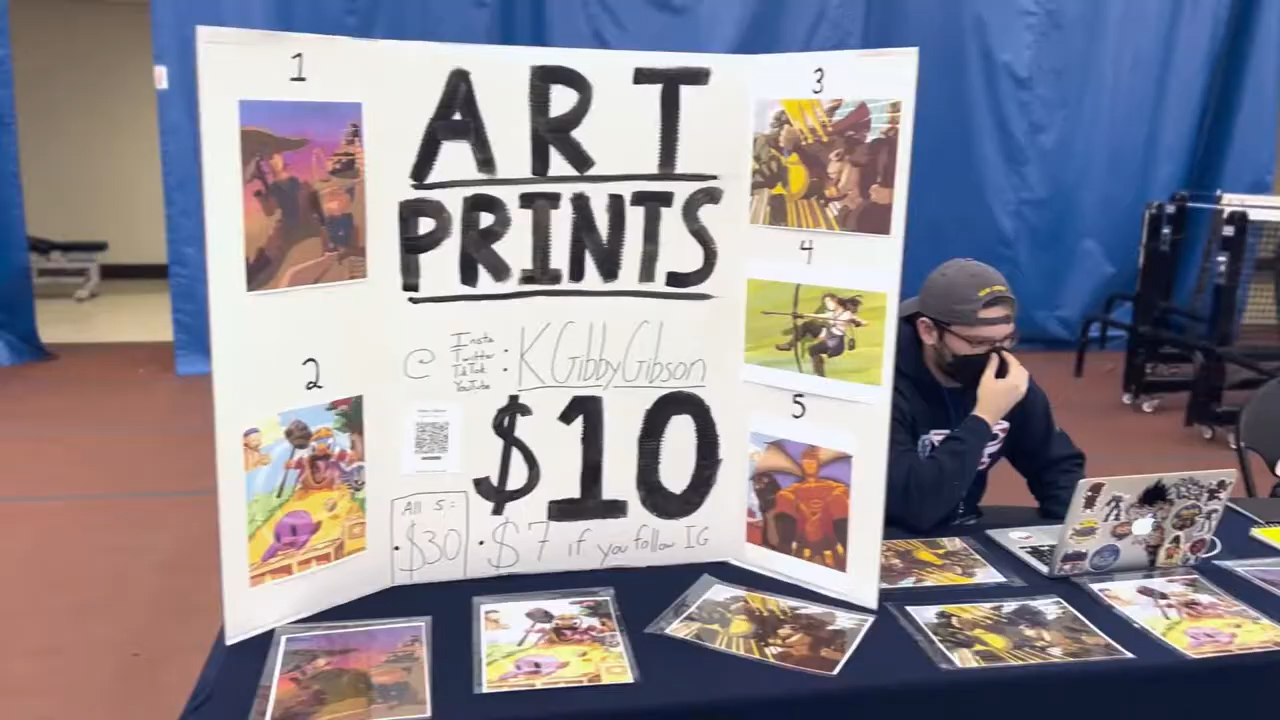 1
ART
PRINTS
3
4
2
@ Insta Twitter TikTok YouTube : KGibbyGibson
$10
5
All 5 =
• $30
• $7 if you follow IG